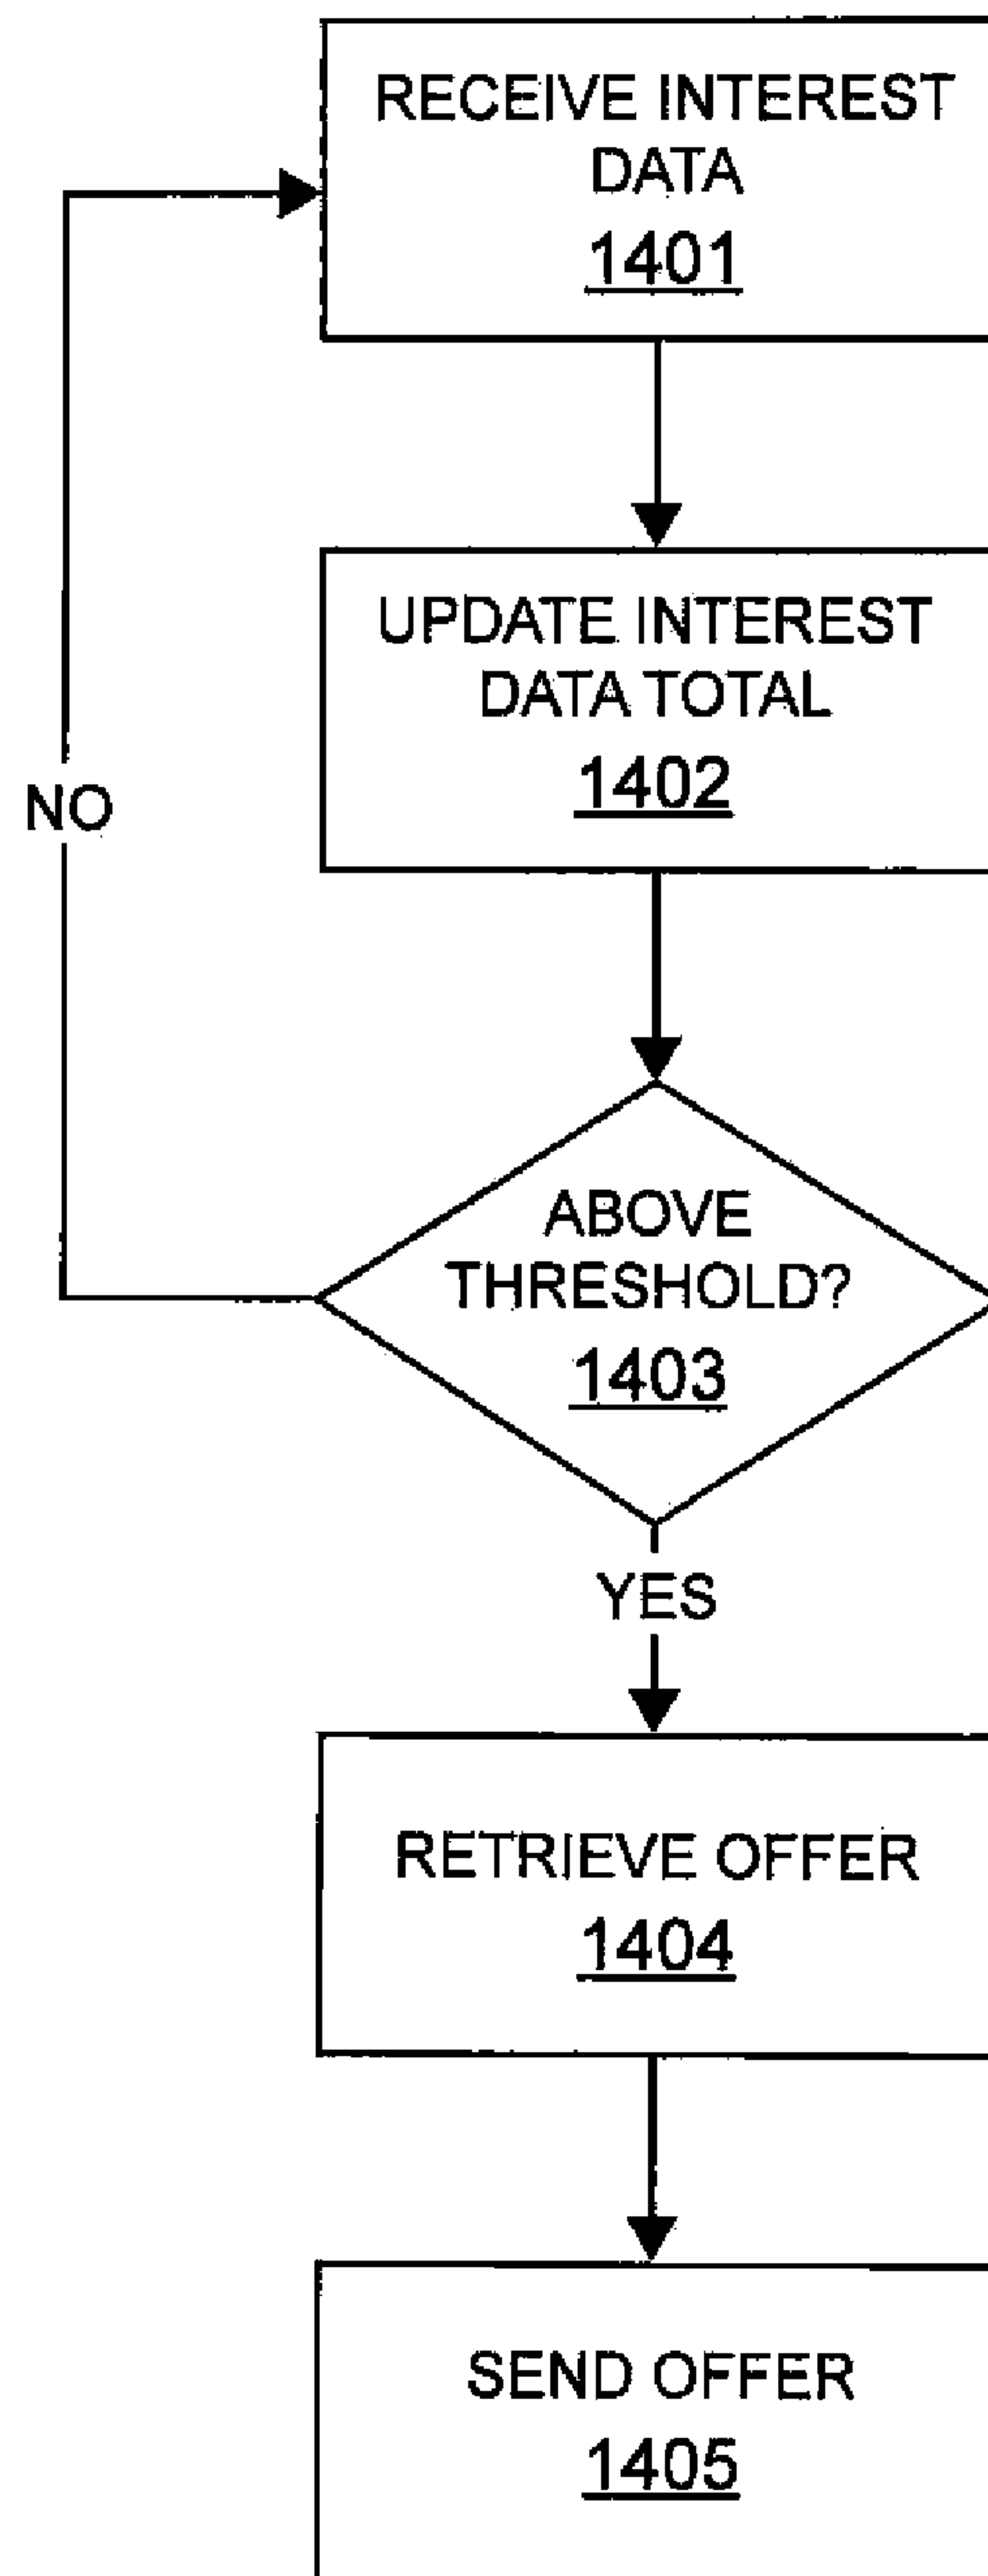 RECEIVE INTEREST
DATA
1401
UPDATE INTEREST
DATA TOTAL
1402
NO
ABOVE
THRESHOLD?
1403
YES
RETRIEVE OFFER
1404
SEND OFFER
1405